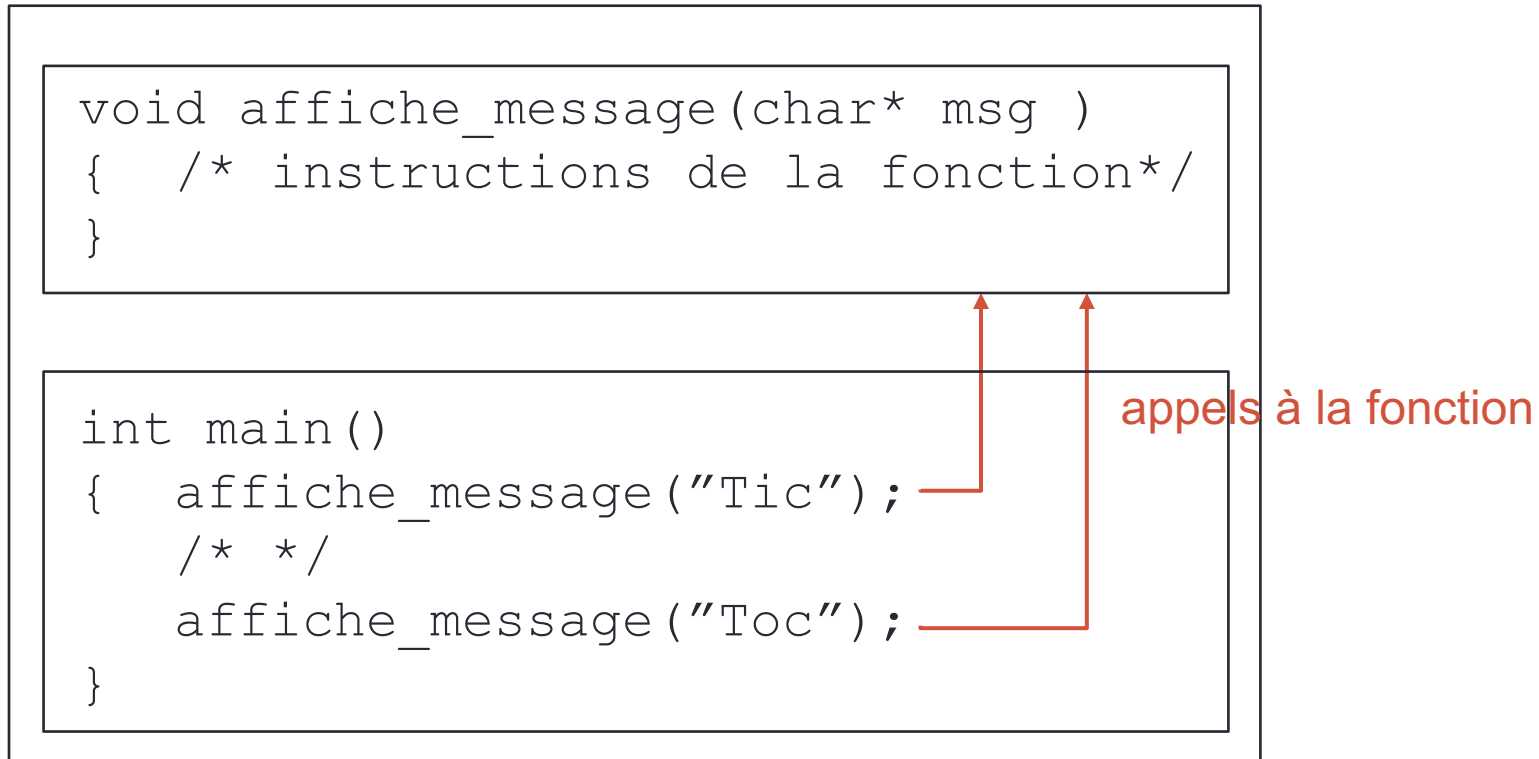 void affiche_message(char* msg )
{ /* instructions de la fonction*/
}
int main()
{ affiche_message(”Tic”);
/* */
affiche_message(”Toc”);
}
appels à la fonction